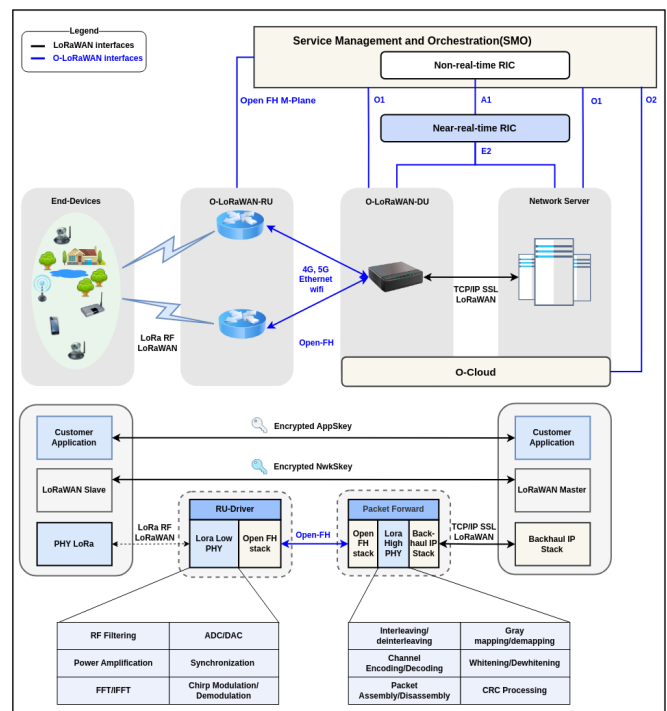 Legend
LoRaWAN interfaces
O-LoRaWAN interfaces
Service Management and Orchestration(SMO)
Non-real-time RIC
Open FH M-Plane
O1
A1
O1
O2
Near-real-time RIC
E2
End-Devices
O-LoRaWAN-RU
O-LoRaWAN-DU
Network Server
4G, 5G
Ethernet
wifi
TCP/IP SSL
LoRaWAN
LoRa RF
LoRaWAN
Open-FH
O-Cloud
Customer
Application
Encrypted AppSkey
Customer
Application
LoRaWAN Slave
Encrypted NwkSkey
LoRaWAN Master
RU-Driver
Packet Forward
PHY LoRa
LoRa RF
LoRaWAN
Lora Low
PHY
Open FH
stack
Open-FH
Open
FH
stack
Lora
High
PHY
Back-
haul IP
Stack
TCP/IP SSL
LoRaWAN
Backhaul IP
Stack
RF Filtering
ADC/DAC
Power Amplification
Synchronization
FFT/IFFT
Chirp Modulation/
Demodulation
Interleaving/
deinterleaving
Gray
mapping/demapping
Channel
Encoding/Decoding
Whitening/Dewhitening
Packet
Assembly/Disassembly
CRC Processing